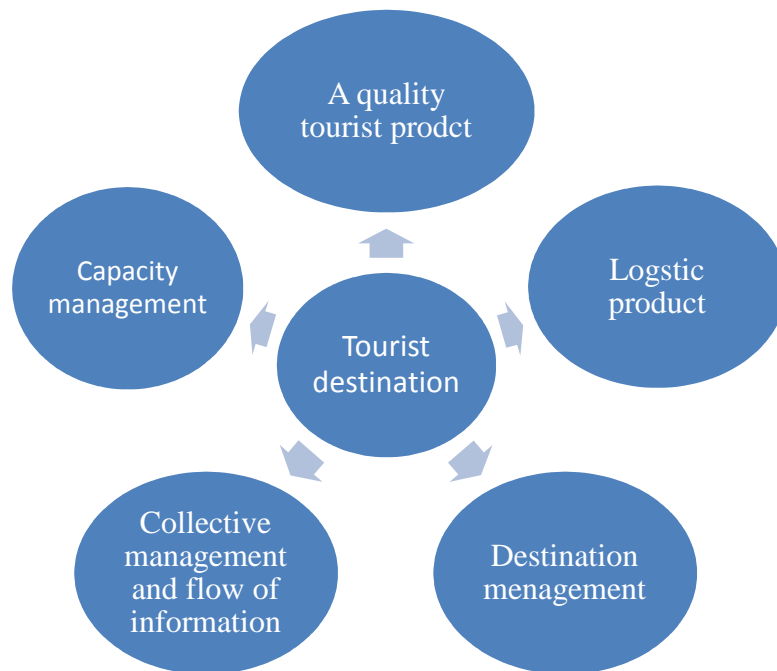 A quality
tourist prodct
Capacity
management
Logstic
product
Tourist
destination
Collective
management
and flow of
information
Destination
menagement